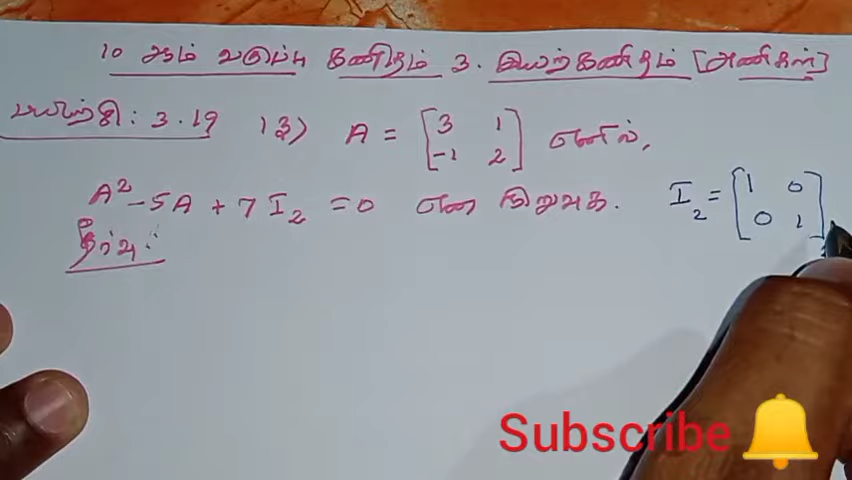 10 ஆம் வகுப்பு கணிதம் 3. இயற்கணிதம் [அணிகள்]
பயிற்சி : 3.19 13) A = [3 1
-1 2] எனில்,
A² - 5A + 7 I₂ = 0 என நிறுவுக. I₂ = [1 0
0 1]
தீர்வு :
Subscribe